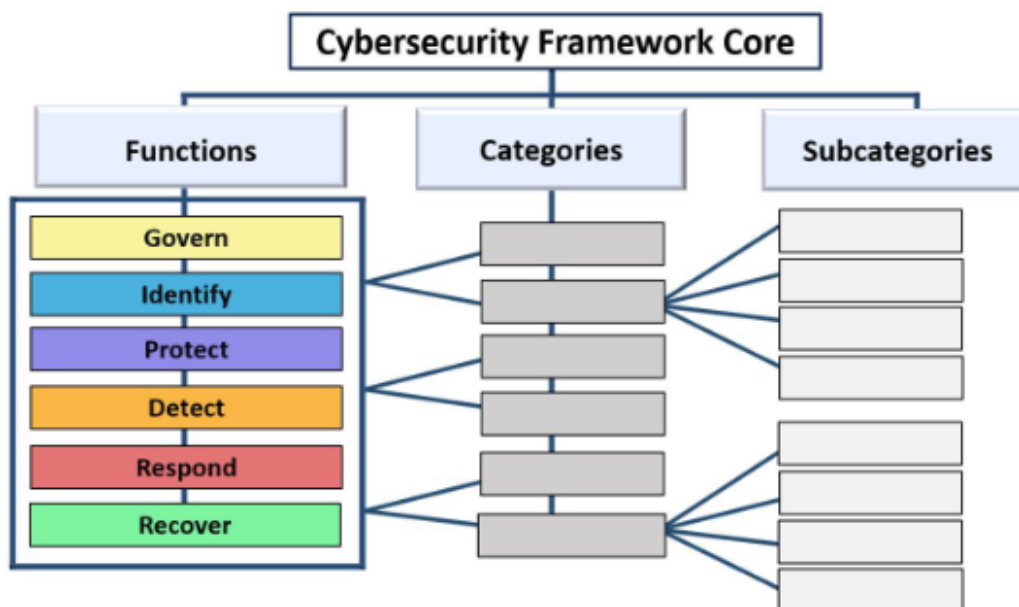 Cybersecurity Framework Core
Functions
Categories
Subcategories
Govern
Identify
Protect
Detect
Respond
Recover